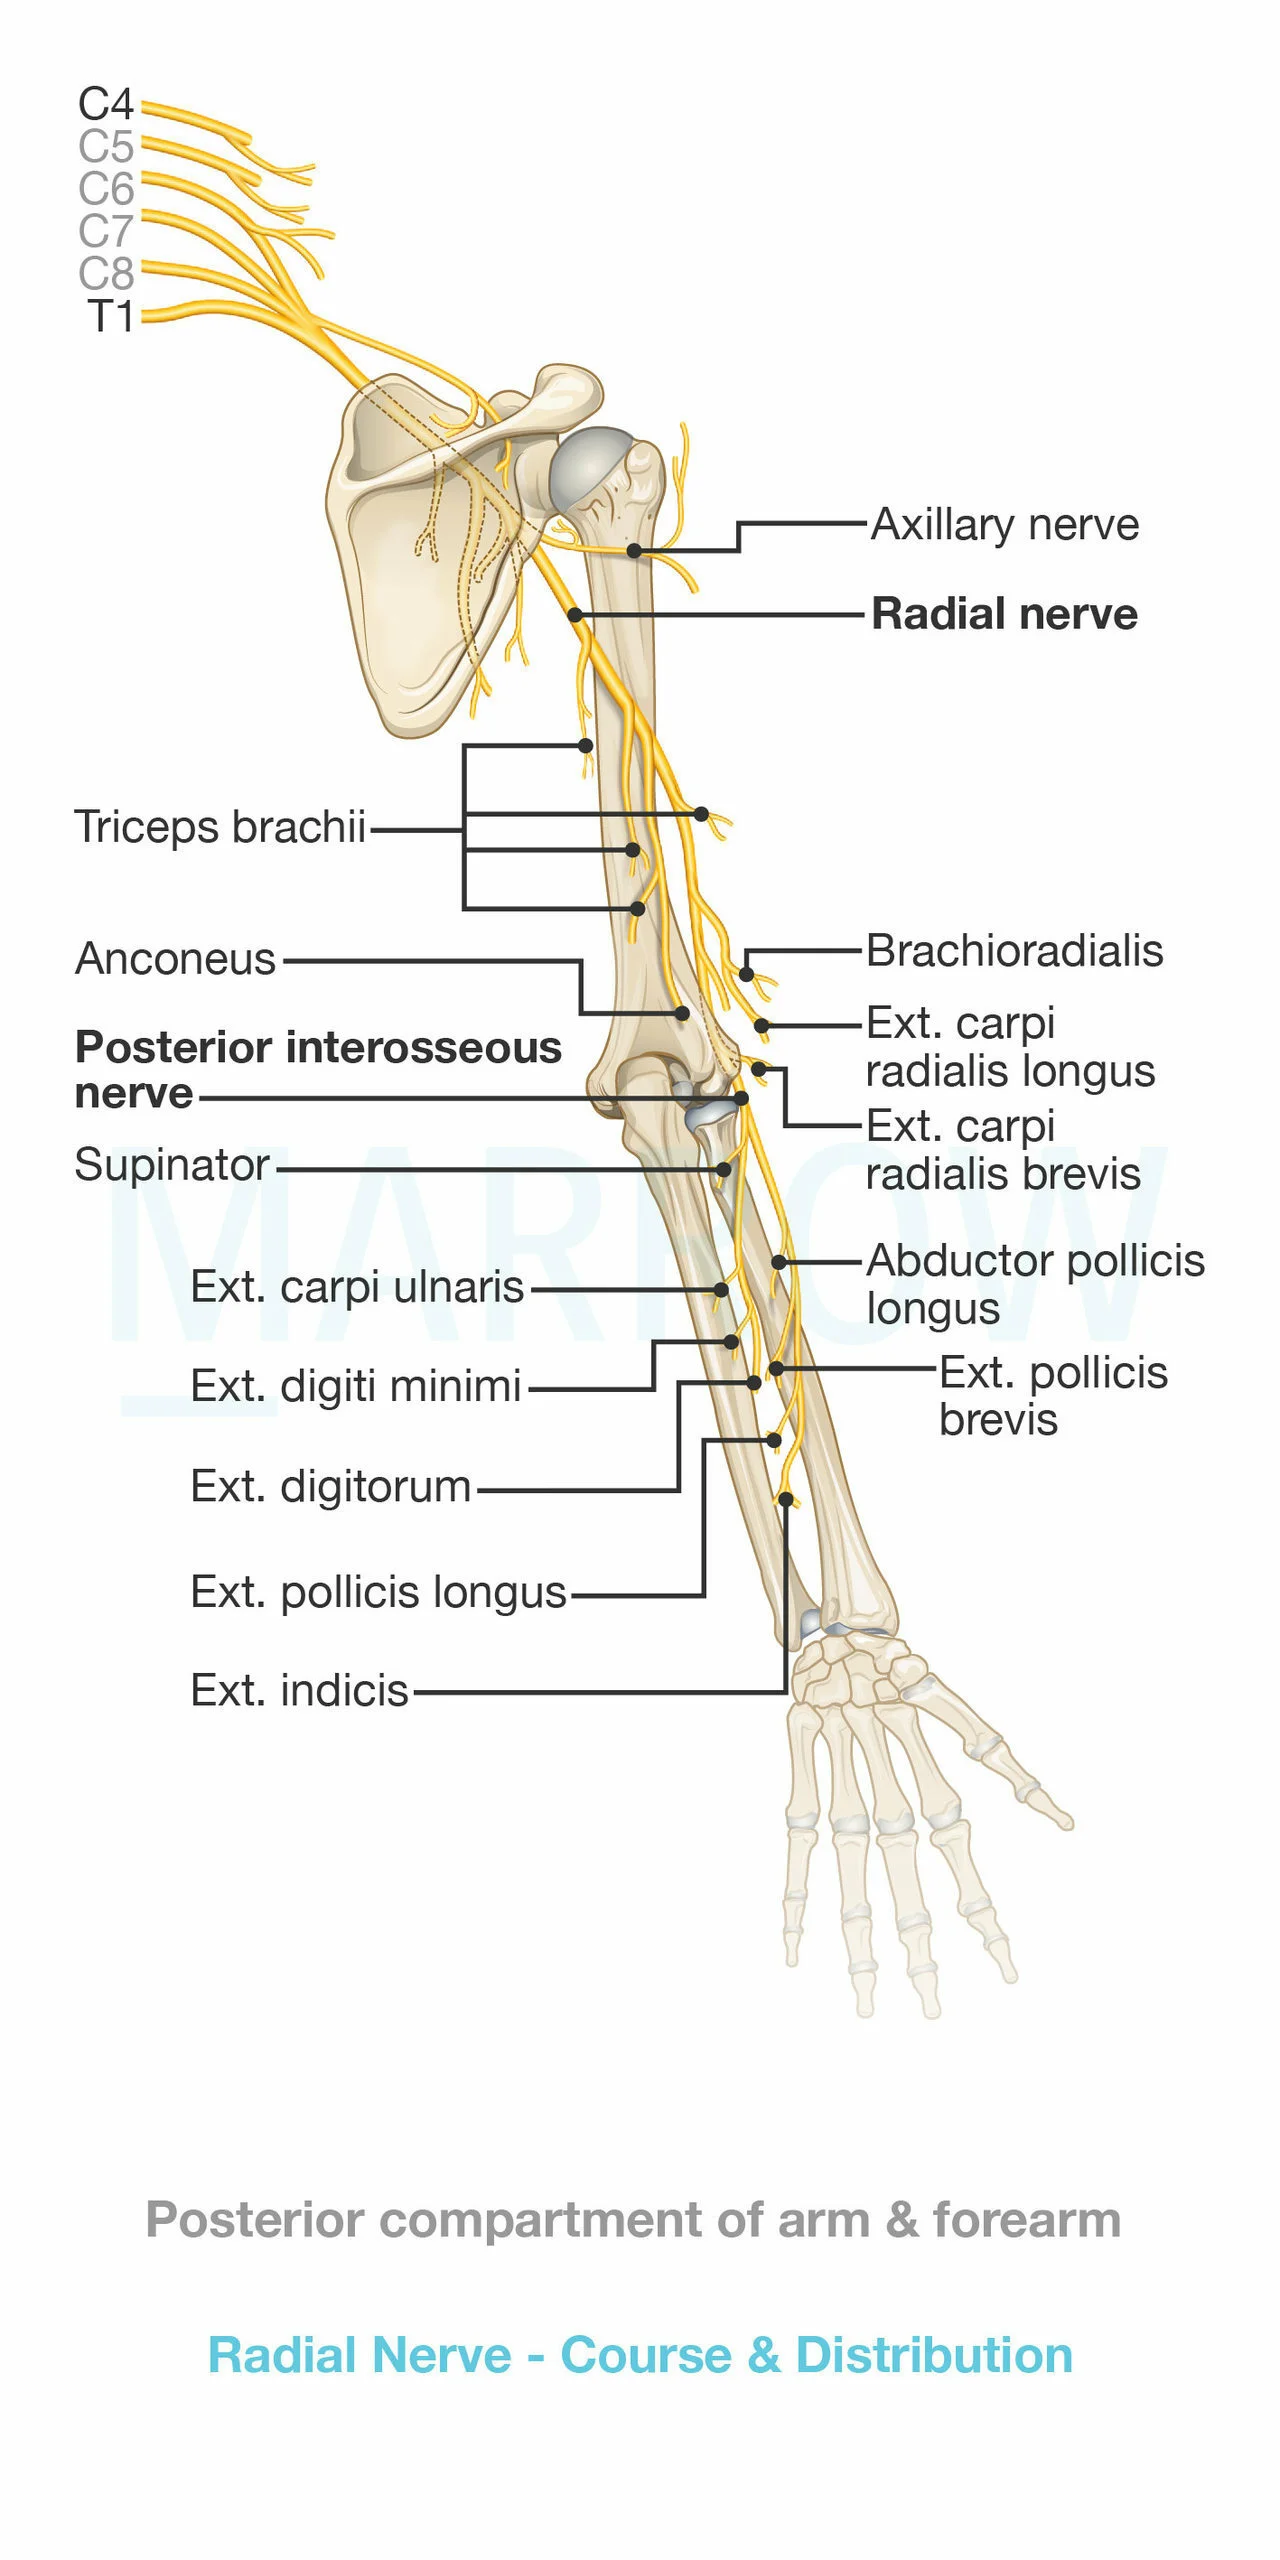 C4
C5
C6
C7
C8
T1
Axillary nerve
Radial nerve
Triceps brachii
Anconeus
Brachioradialis
Ext. carpi
radialis longus
Posterior interosseous
nerve
Ext. carpi
radialis brevis
Supinator
Abductor pollicis
longus
Ext. carpi ulnaris
Ext. digiti minimi
Ext. pollicis
brevis
Ext. digitorum
Ext. pollicis longus
Ext. indicis
MARROW
Posterior compartment of arm & forearm
Radial Nerve - Course & Distribution